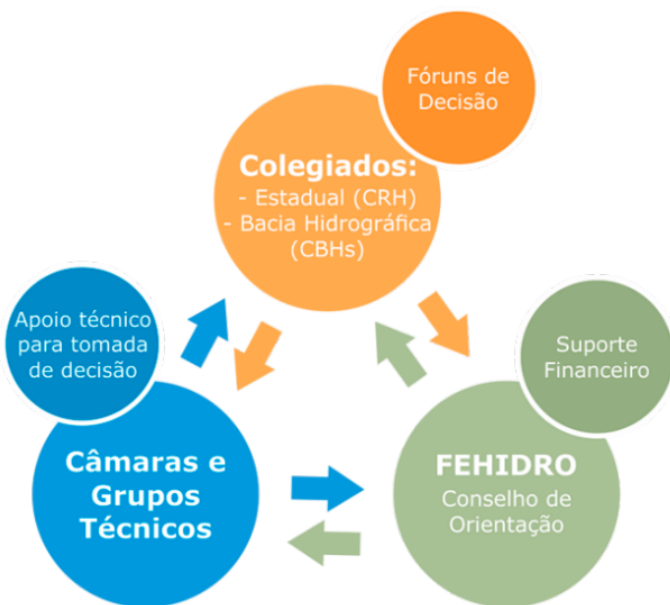 Fóruns de
Decisão
Colegiados:
- Estadual (CRH)
- Bacia Hidrográfica
(CBHs)
Apoio técnico
para tomada
de decisão
Suporte
Financeiro
Câmaras e
Grupos
Técnicos
FEHIDRO
Conselho de
Orientação